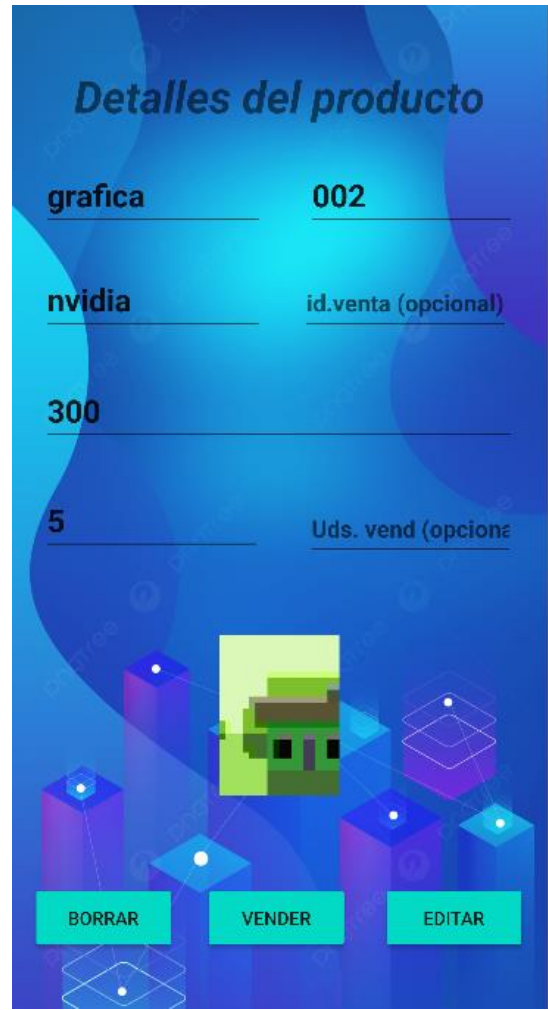 Detalles del producto
grafica
002
nvidia
id.venta (opcional)
300
5
Uds. vend (opciona
BORRAR
VENDER
EDITAR